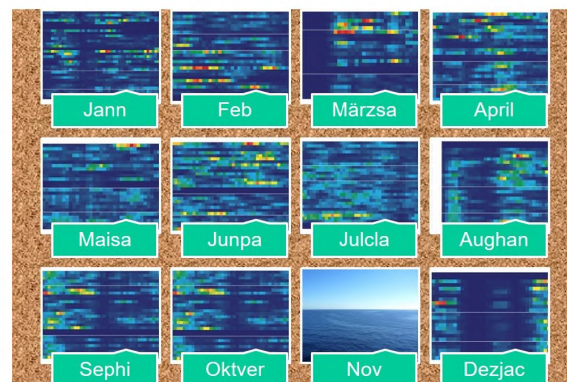 Jann
Feb
Märzsa
April
Maisa
Junpa
Julcla
Aughan
Sephi
Oktver
Nov
Dezjac